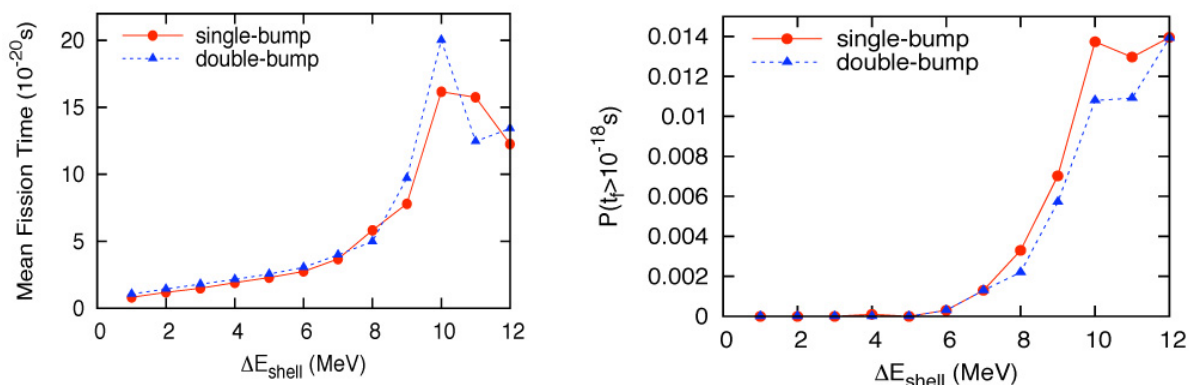 Mean Fission Time (10⁻²⁰s)
20
15
10
5
0
single-bump
double-bump
0 2 4 6 8 10 12
ΔE_shell (MeV)
P(t_f>10⁻¹⁸s)
0.014
0.012
0.01
0.008
0.006
0.004
0.002
0
single-bump
double-bump
0 2 4 6 8 10 12
ΔE_shell (MeV)